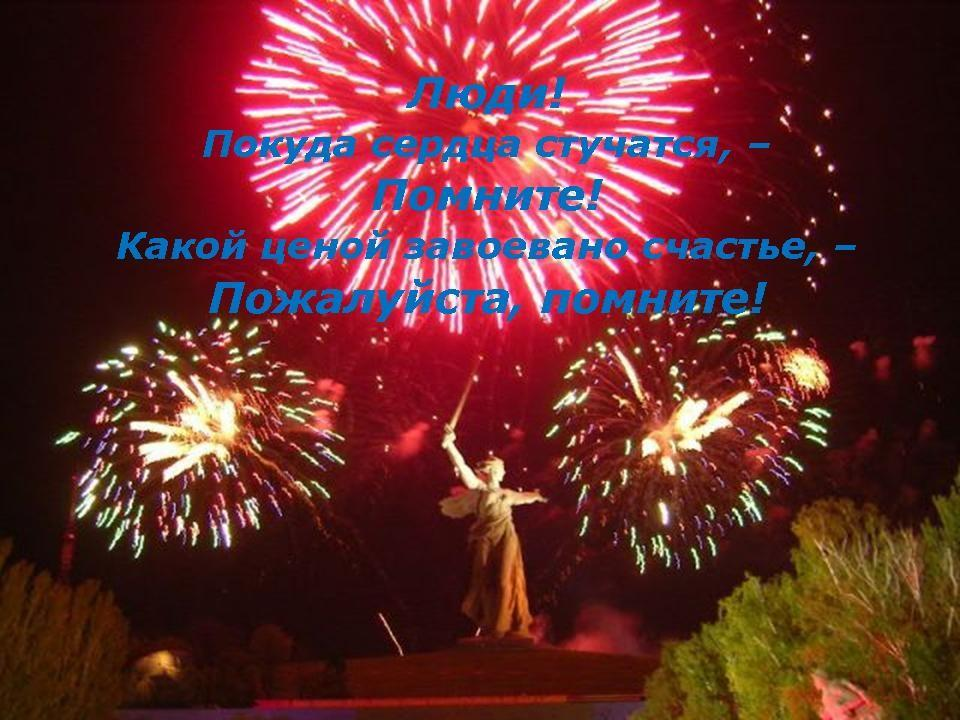 Люди!
Покуда сердца стучатся, –
Помните!
Какой ценой завоевано счастье, –
Пожалуйста, помните!